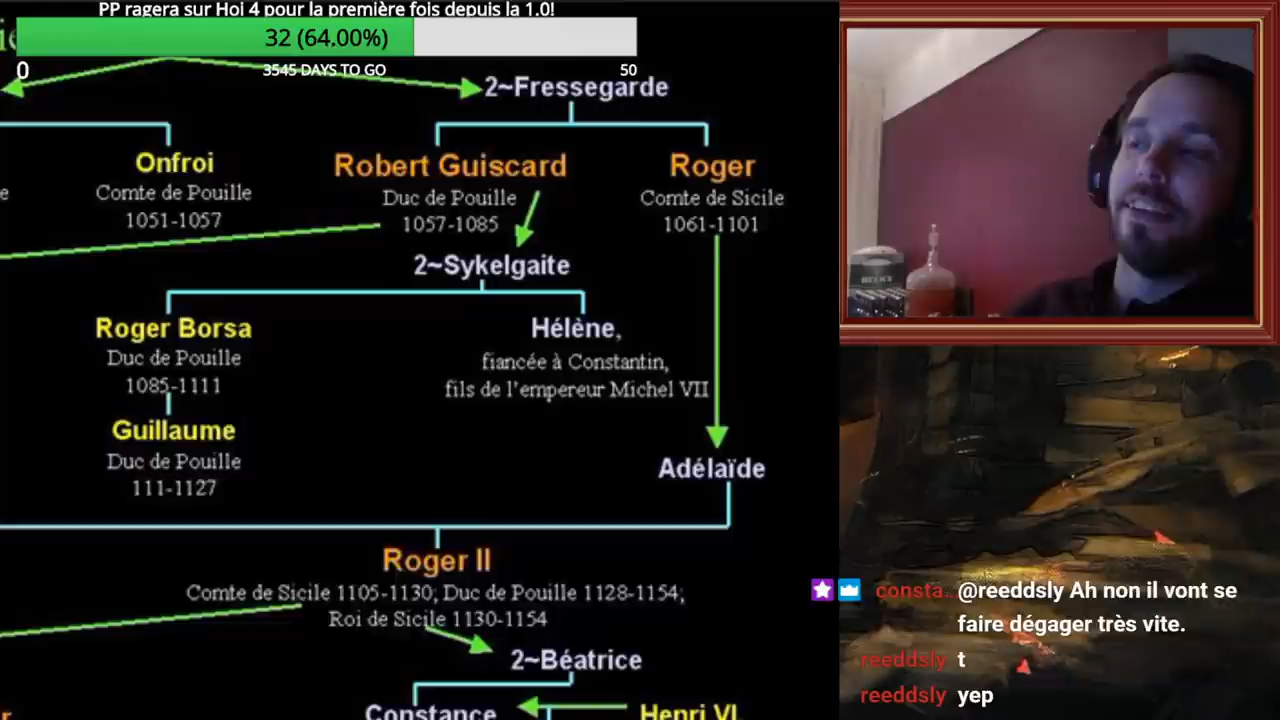 PP ragera sur Hoi 4 pour la première fois depuis la 1.0!
32 (64.00%)
0
3545 DAYS TO GO
50
2~Fressegarde
Onfroi
Robert Guiscard
Roger
Comte de Pouille
Duc de Pouille
Comte de Sicile
1051-1057
1057-1085
1061-1101
2~Sykelgaite
Roger Borsa
Hélène,
Duc de Pouille
fiancée à Constantin,
1085-1111
fils de l'empereur Michel VII
Guillaume
Duc de Pouille
Adélaïde
111-1127
Roger II
Comte de Sicile 1105-1130; Duc de Pouille 1128-1154;
Roi de Sicile 1130-1154
2~Béatrice
Constance
Henri VI
consta… @reeddsly Ah non il vont se
faire dégager très vite.
reeddsly t
reeddsly yep